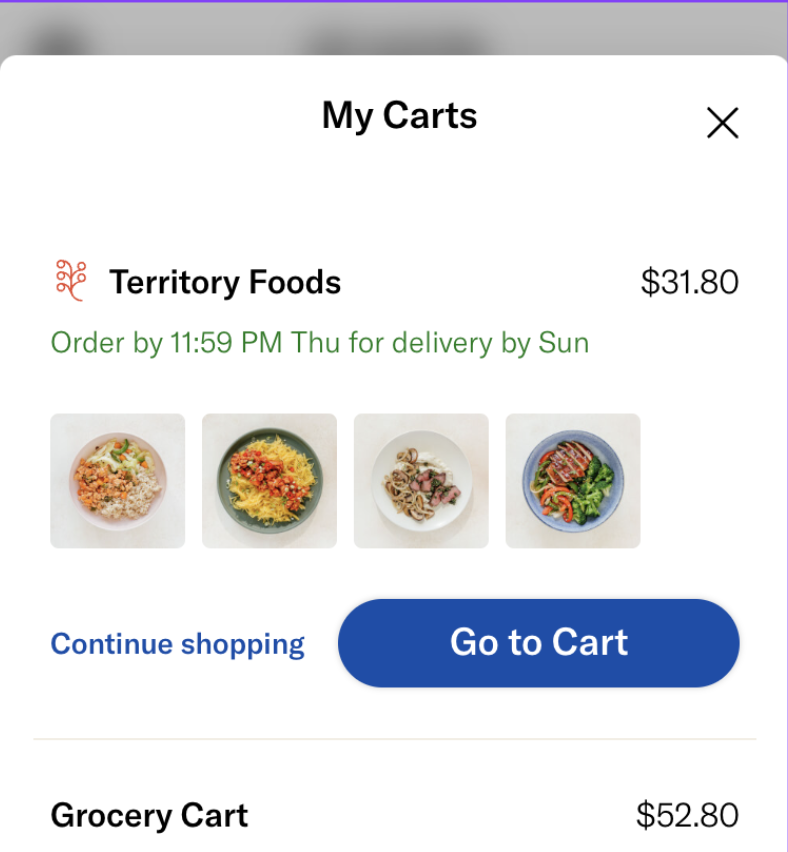 My Carts
Territory Foods $31.80
Order by 11:59 PM Thu for delivery by Sun
Continue shopping Go to Cart
Grocery Cart $52.80